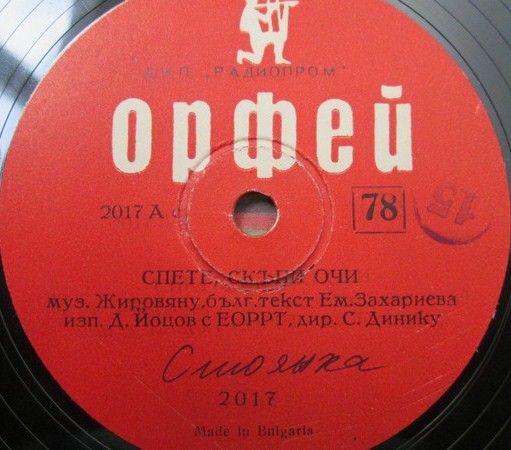 ДИП „РАДИОПРОМ"
орфей
2017 А
78
15
СПЕТЕ, СКЪПИ ОЧИ
муз. Жировяну, бълг. текст Ем. Захариева
изп. Д. Йоцов с ЕОРРТ, дир. С. Динику
Стоянка
2017
Made in Bulgaria